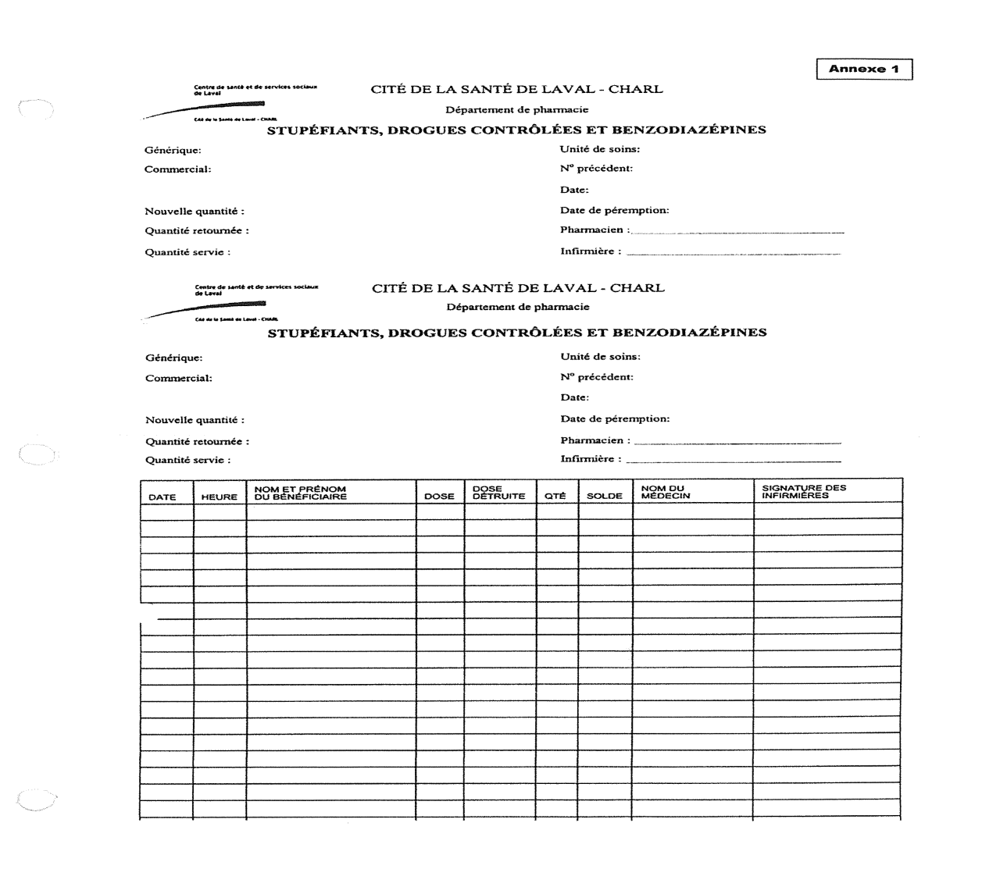 Annexe 1
Centre de santé et de services sociaux
de Laval
Cité de la Santé de Laval - CHARL
CITÉ DE LA SANTÉ DE LAVAL - CHARL
Département de pharmacie
STUPÉFIANTS, DROGUES CONTRÔLÉES ET BENZODIAZÉPINES
Générique:
Unité de soins:
Commercial:
Nº précédent:
Date:
Nouvelle quantité :
Date de péremption:
Quantité retournée :
Pharmacien :
Quantité servie :
Infirmière :
Centre de santé et de services sociaux
de Laval
Cité de la Santé de Laval - CHARL
CITÉ DE LA SANTÉ DE LAVAL - CHARL
Département de pharmacie
STUPÉFIANTS, DROGUES CONTRÔLÉES ET BENZODIAZÉPINES
Générique:
Unité de soins:
Commercial:
Nº précédent:
Date:
Nouvelle quantité :
Date de péremption:
Quantité retournée :
Pharmacien :
Quantité servie :
Infirmière :
DATE
HEURE
NOM ET PRÉNOM
DU BÉNÉFICIAIRE
DOSE
DOSE
DÉTRUITE
QTÉ
SOLDE
NOM DU
MÉDECIN
SIGNATURE DES
INFIRMIÈRES